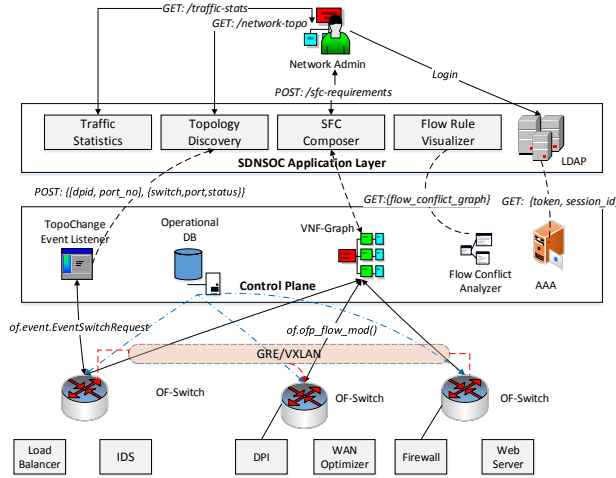 GET: /traffic-stats
GET: /network-topo
Network Admin
Login
POST: /sfc-requirements
Traffic
Statistics
Topology
Discovery
SFC
Composer
Flow Rule
Visualizer
LDAP
SDNSOC Application Layer
POST: {[dpid, port_no], {switch,port,status}}
GET:{flow_conflict_graph}
GET: {token, session_id}
TopoChange
Event Listener
Operational
DB
VNF-Graph
Flow Conflict
Analyzer
AAA
Control Plane
of.event.EventSwitchRequest
of.ofp_flow_mod()
GRE/VXLAN
OF-Switch
OF-Switch
OF-Switch
Load
Balancer
IDS
DPI
WAN
Optimizer
Firewall
Web
Server